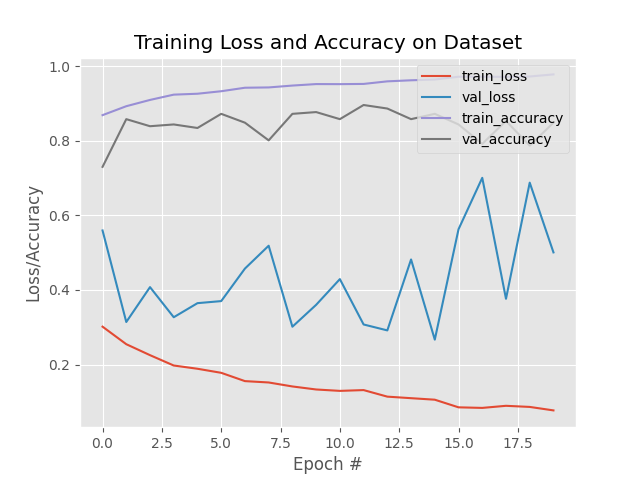 Training Loss and Accuracy on Dataset
1.0
0.8
0.6
0.4
0.2
Loss/Accuracy
train_loss
val_loss
train_accuracy
val_accuracy
0.0 2.5 5.0 7.5 10.0 12.5 15.0 17.5
Epoch #